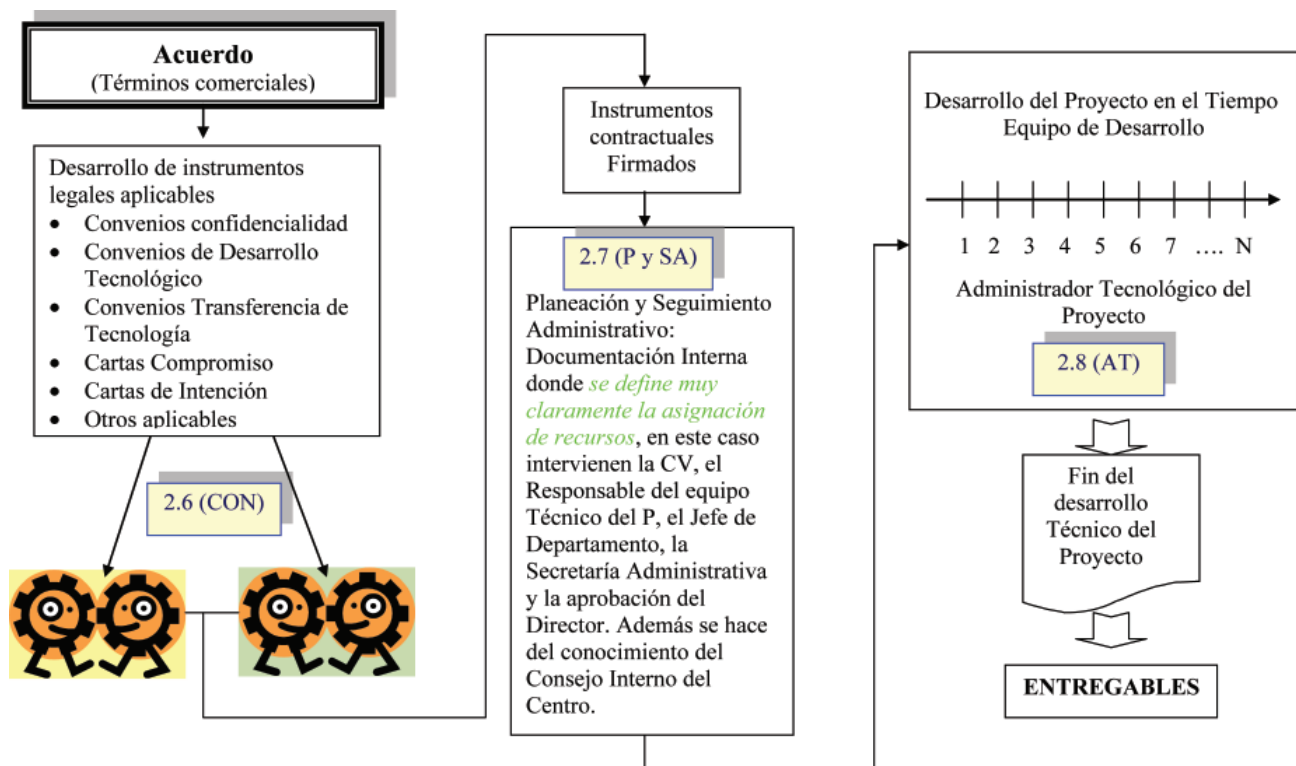 Acuerdo
(Términos comerciales)
Desarrollo de instrumentos
legales aplicables
• Convenios confidencialidad
• Convenios de Desarrollo
Tecnológico
• Convenios Transferencia de
Tecnología
• Cartas Compromiso
• Cartas de Intención
• Otros aplicables
2.6 (CON)
Instrumentos
contractuales
Firmados
2.7 (P y SA)
Planeación y Seguimiento
Administrativo:
Documentación Interna
donde se define muy
claramente la asignación
de recursos, en este caso
intervienen la CV, el
Responsable del equipo
Técnico del P, el Jefe de
Departamento, la
Secretaría Administrativa
y la aprobación del
Director. Además se hace
del conocimiento del
Consejo Interno del
Centro.
Desarrollo del Proyecto en el Tiempo
Equipo de Desarrollo
1 2 3 4 5 6 7 …. N
Administrador Tecnológico del
Proyecto
2.8 (AT)
Fin del
desarrollo
Técnico del
Proyecto
ENTREGABLES